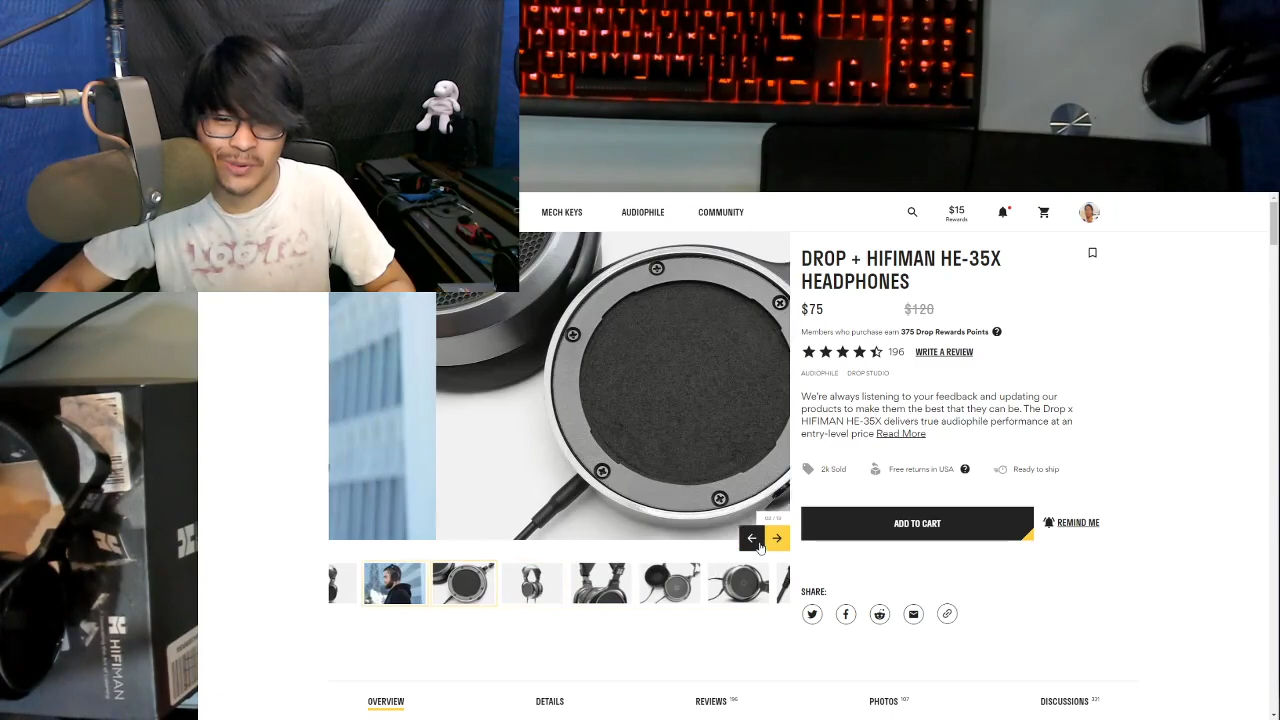 MECH KEYS
AUDIOPHILE
COMMUNITY
$15
Rewards
DROP + HIFIMAN HE-35X
HEADPHONES
$75 $120
Members who purchase earn 375 Drop Rewards Points ?
196 WRITE A REVIEW
AUDIOPHILE DROP STUDIO
We're always listening to your feedback and updating our
products to make them the best that they can be. The Drop x
HIFIMAN HE-35X delivers true audiophile performance at an
entry-level price Read More
2k Sold
Free returns in USA ?
Ready to ship
ADD TO CART
REMIND ME
SHARE:
HIFIMAN
OVERVIEW
DETAILS
REVIEWS 196
PHOTOS 107
DISCUSSIONS 331